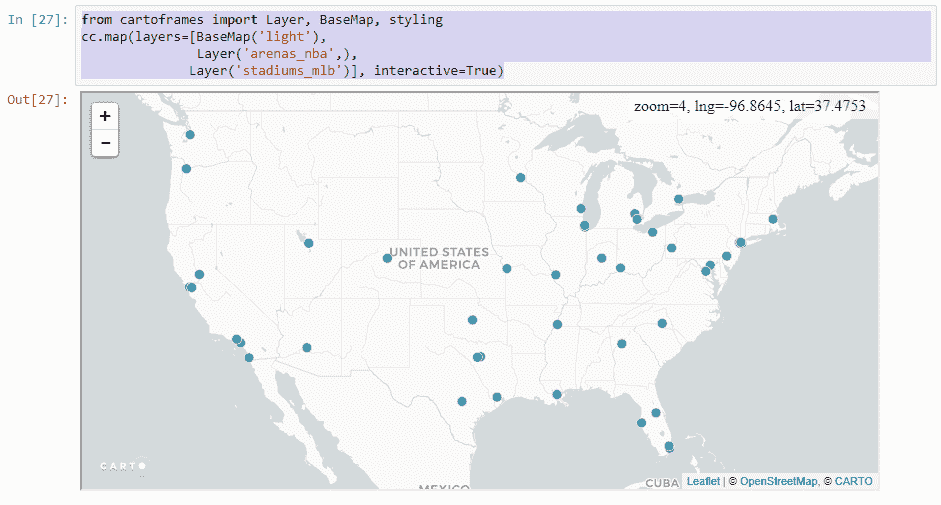 In [27]:
from cartoframes import Layer, BaseMap, styling
cc.map(layers=[BaseMap('light'),
Layer('arenas_nba',),
Layer('stadiums_mlb')], interactive=True)
Out[27]:
+
−
zoom=4, lng=-96.8645, lat=37.4753
UNITED STATES
OF AMERICA
CARTO
MEXICO
CUBA
Leaflet | © OpenStreetMap, © CARTO